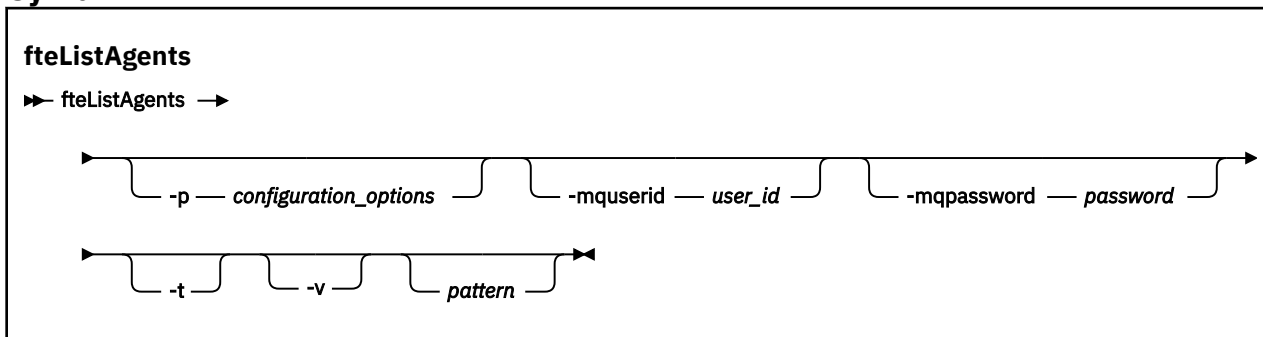 fteListAgents
fteListAgents
-p configuration_options -mquserid user_id -mqpassword password
-t -v pattern